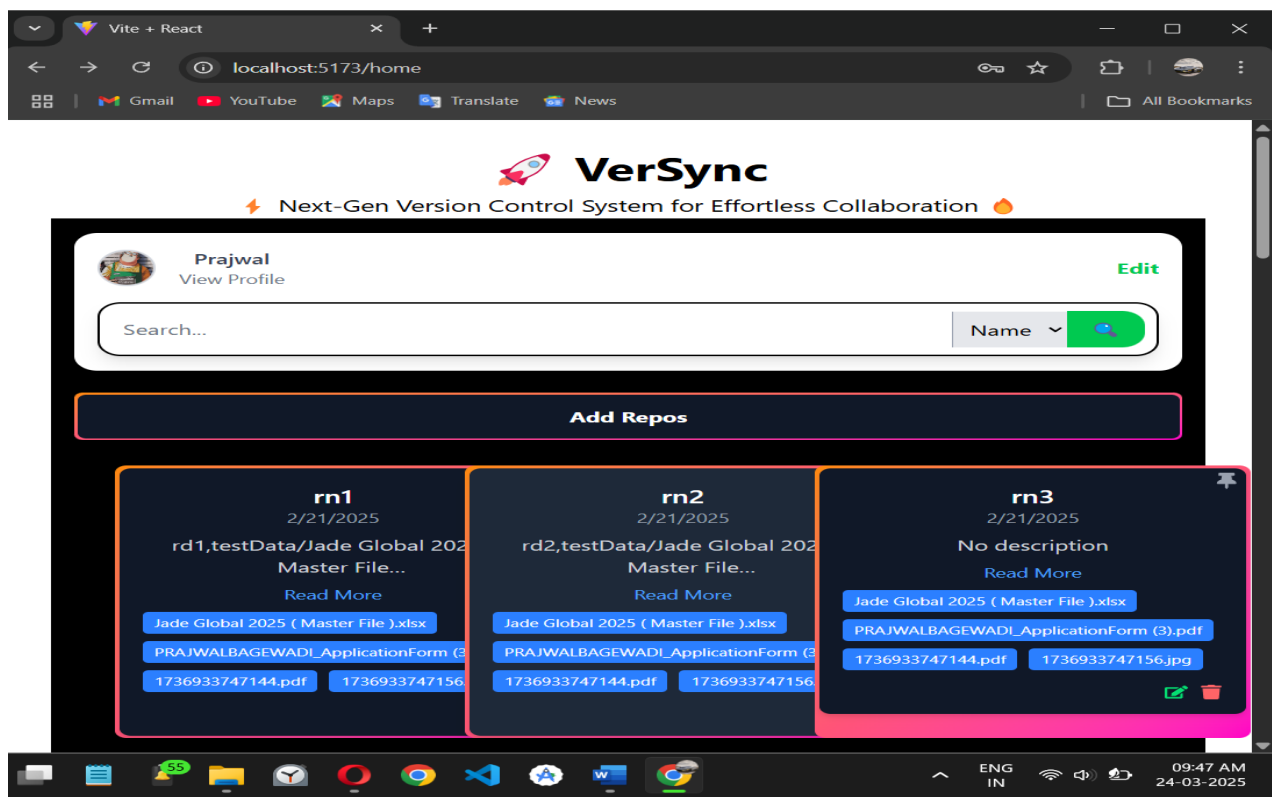 Vite + React
localhost:5173/home
Gmail YouTube Maps Translate News All Bookmarks
VerSync
Next-Gen Version Control System for Effortless Collaboration
Prajwal
View Profile
Edit
Search... Name
Add Repos
rn1
2/21/2025
rd1,testData/Jade Global 202
Master File...
Read More
Jade Global 2025 ( Master File ).xlsx
PRAJWALBAGEWADI_ApplicationForm (3
1736933747144.pdf 1736933747156.
rn2
2/21/2025
rd2,testData/Jade Global 202
Master File...
Read More
Jade Global 2025 ( Master File ).xlsx
PRAJWALBAGEWADI_ApplicationForm (3
1736933747144.pdf 1736933747156.
rn3
2/21/2025
No description
Read More
Jade Global 2025 ( Master File ).xlsx
PRAJWALBAGEWADI_ApplicationForm (3).pdf
1736933747144.pdf 1736933747156.jpg
55
ENG
IN
09:47 AM
24-03-2025